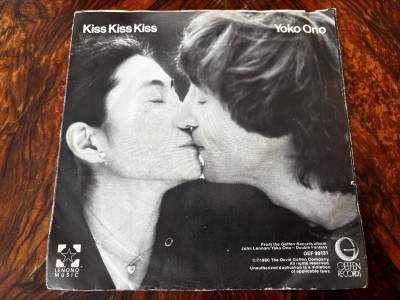 Kiss Kiss Kiss
Yoko Ono
LENONO
MUSIC
From the Geffen Records album
John Lennon/Yoko Ono – Double Fantasy
GEF 99131
©℗1980 The David Geffen Company
All rights reserved.
Unauthorized duplication is a violation
of applicable laws.
GEFFEN
RECORDS